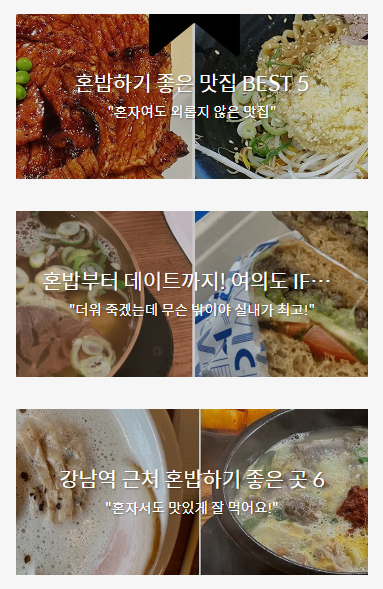 혼밥하기 좋은 맛집 BEST 5
"혼자여도 외롭지 않은 맛집"
혼밥부터 데이트까지! 여의도 IF…
"더워 죽겠는데 무슨 밖이야 실내가 최고!"
강남역 근처 혼밥하기 좋은 곳 6
"혼자서도 맛있게 잘 먹어요!"